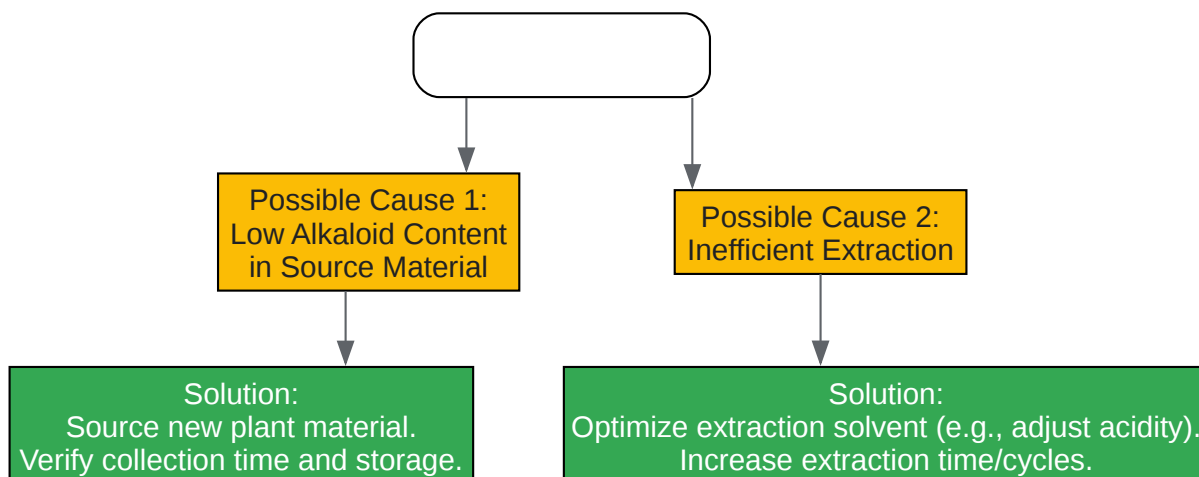 Possible Cause 1:
Low Alkaloid Content
in Source Material
Possible Cause 2:
Inefficient Extraction
Solution:
Source new plant material.
Verify collection time and storage.
Solution:
Optimize extraction solvent (e.g., adjust acidity).
Increase extraction time/cycles.